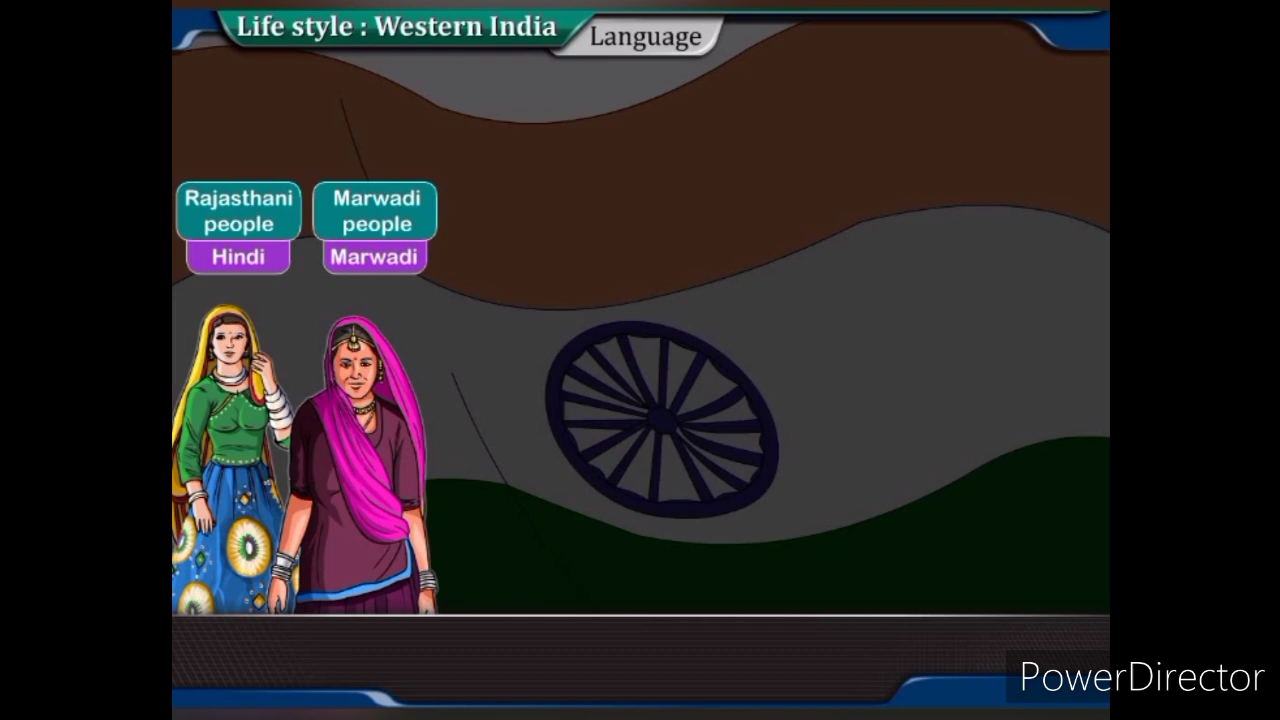 Life style : Western India
Language
Rajasthani
people
Hindi
Marwadi
people
Marwadi
PowerDirector